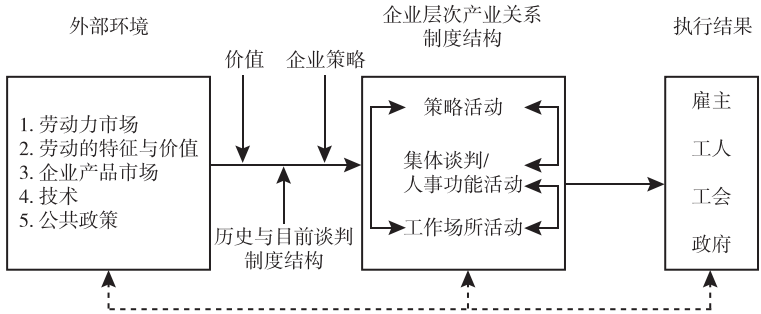 外部环境
企业层次产业关系
制度结构
执行结果
价值
企业策略
1. 劳动力市场
2. 劳动的特征与价值
3. 企业产品市场
4. 技术
5. 公共政策
历史与目前谈判
制度结构
策略活动
集体谈判/
人事功能活动
工作场所活动
雇主
工人
工会
政府